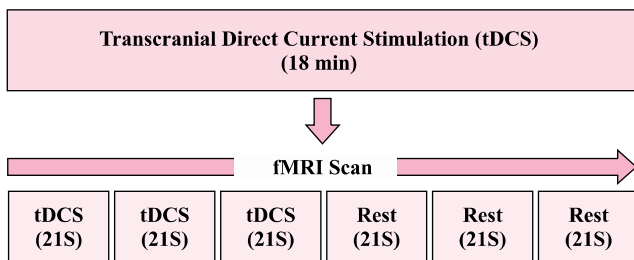 Transcranial Direct Current Stimulation (tDCS)
(18 min)
fMRI Scan
tDCS
(21S)
tDCS
(21S)
tDCS
(21S)
Rest
(21S)
Rest
(21S)
Rest
(21S)